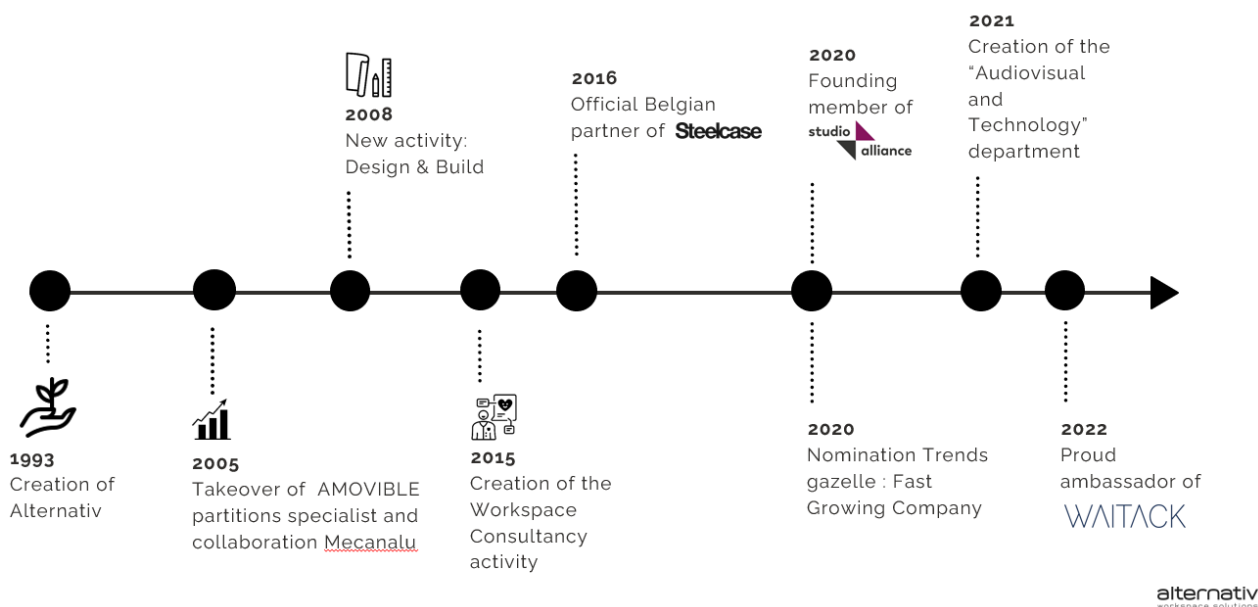 1993
Creation of
Alternativ
2005
Takeover of AMOVIBLE
partitions specialist and
collaboration Mecanalu
2008
New activity:
Design & Build
2015
Creation of the
Workspace
Consultancy
activity
2016
Official Belgian
partner of Steelcase
2020
Founding
member of
studio
alliance
2020
Nomination Trends
gazelle : Fast
Growing Company
2021
Creation of the
“Audiovisual
and
Technology”
department
2022
Proud
ambassador of
WAITACK
alternativ
workspace solutions